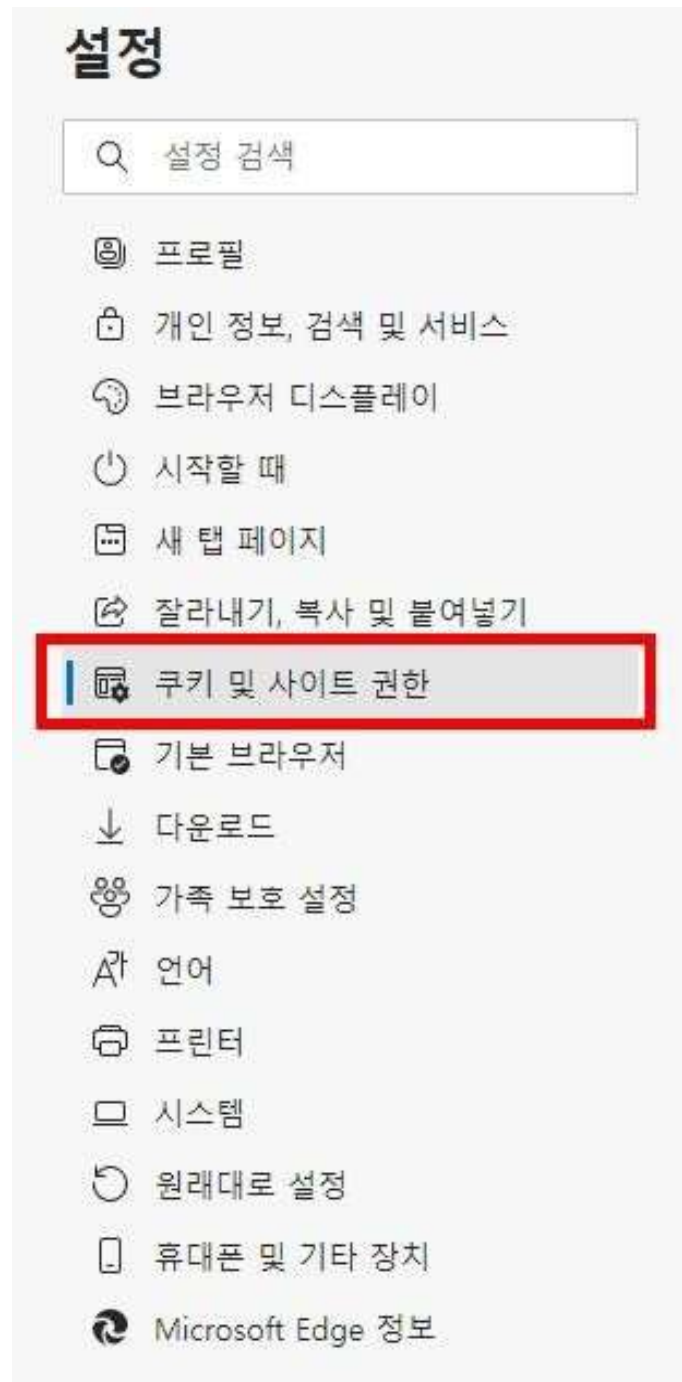 설정
설정 검색
프로필
개인 정보, 검색 및 서비스
브라우저 디스플레이
시작할 때
새 탭 페이지
잘라내기, 복사 및 붙여넣기
쿠키 및 사이트 권한
기본 브라우저
다운로드
가족 보호 설정
언어
프린터
시스템
원래대로 설정
휴대폰 및 기타 장치
Microsoft Edge 정보